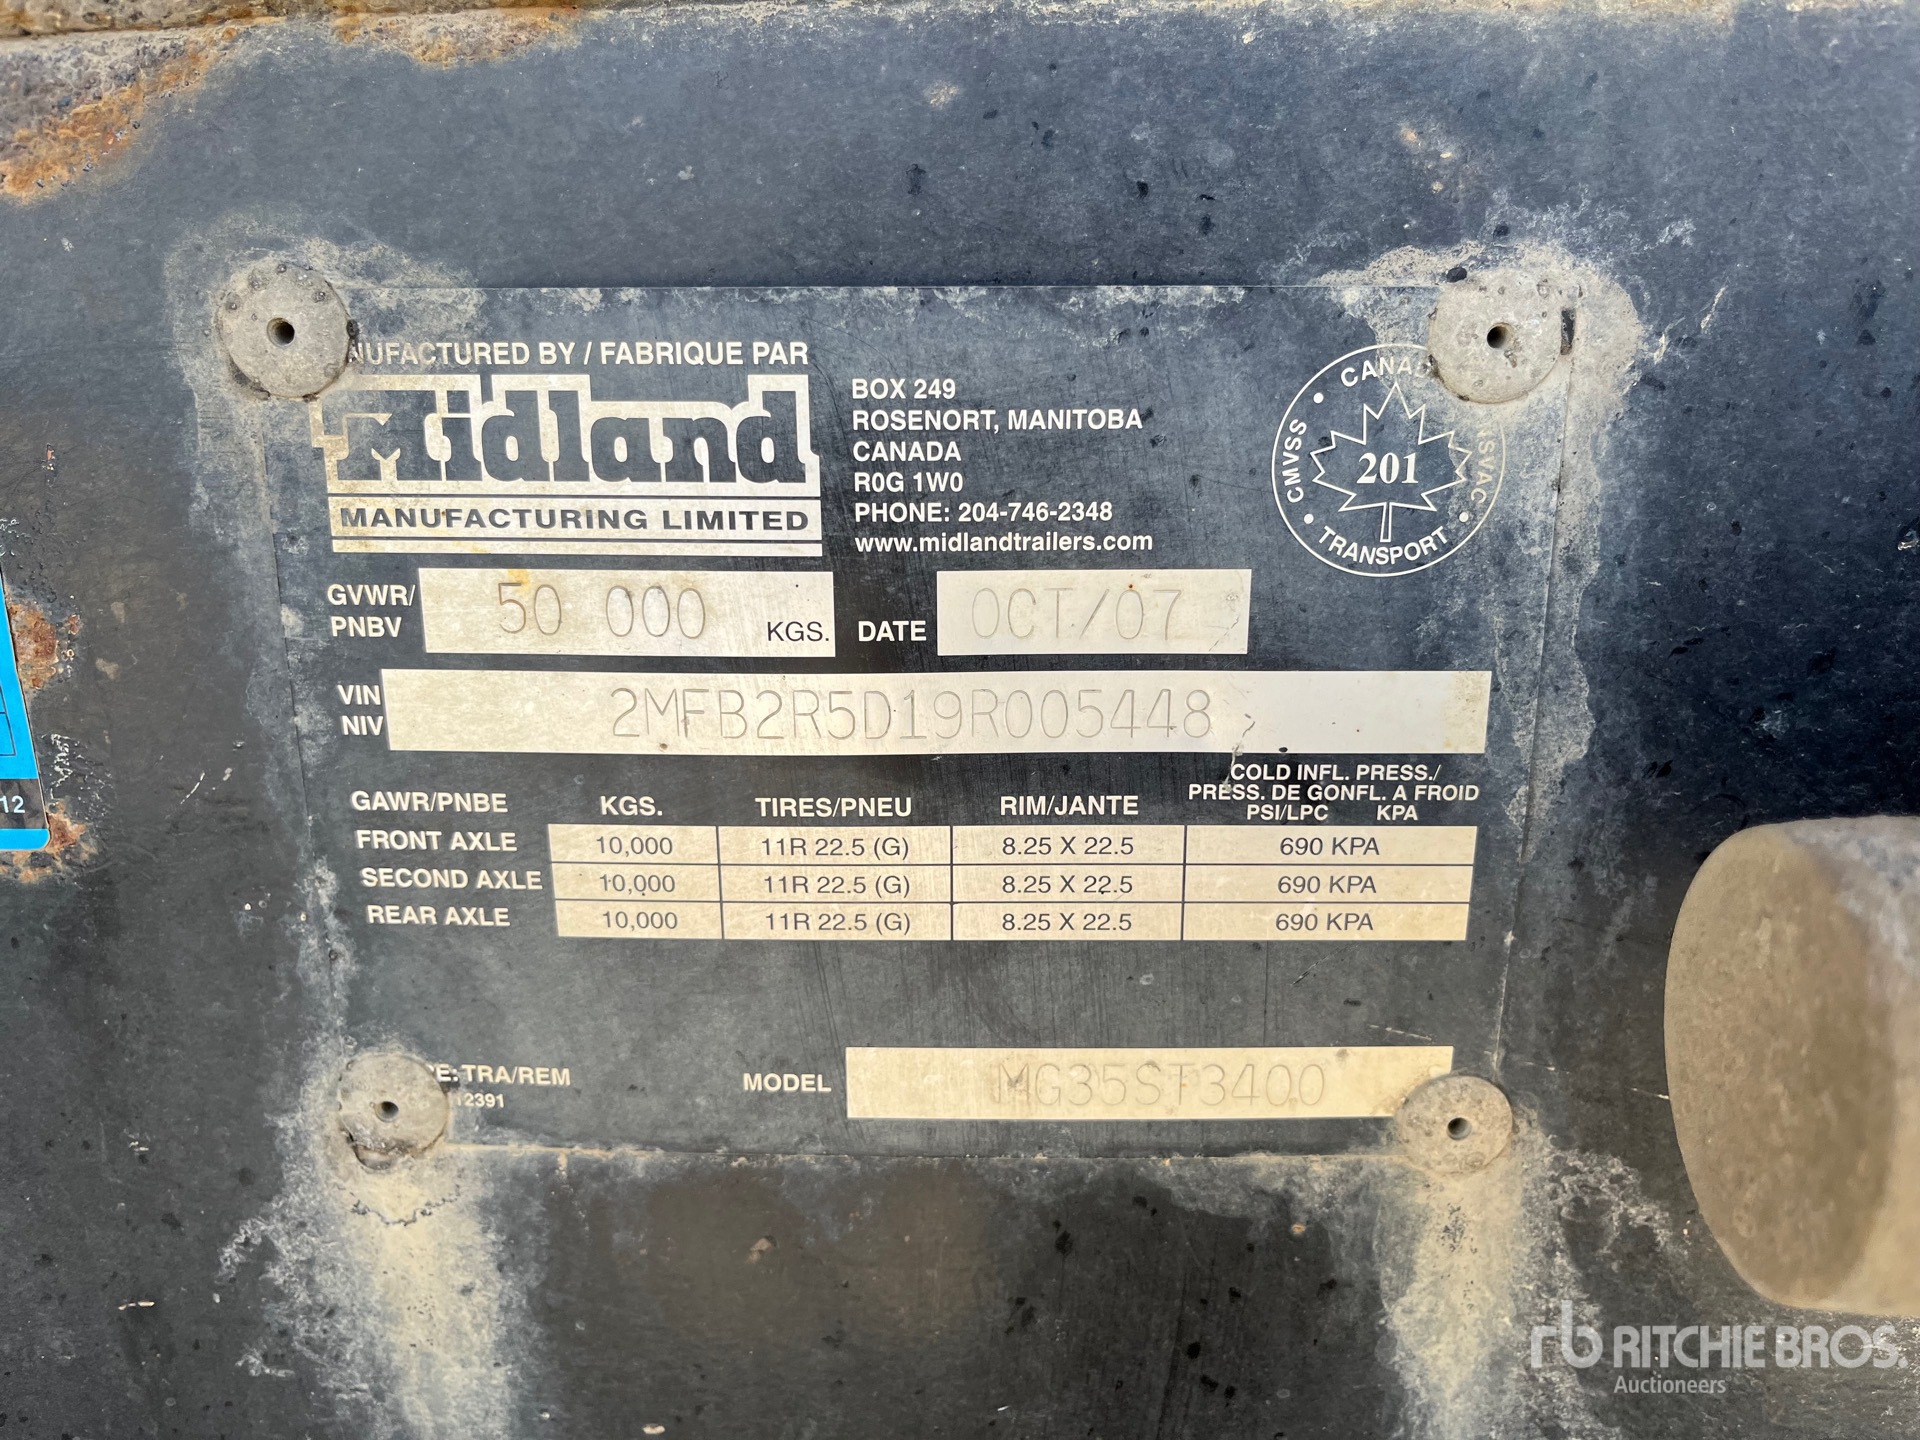 NUFACTURED BY / FABRIQUE PAR
Midland
MANUFACTURING LIMITED
BOX 249
ROSENORT, MANITOBA
CANADA
R0G 1W0
PHONE: 204-746-2348
www.midlandtrailers.com
CMVSS • CANAD NSVAC • TRANSPORT •
201
GVWR/ PNBV 50 000 KGS. DATE OCT/07
VIN NIV 2MFB2R5D19R005448
COLD INFL. PRESS./
PRESS. DE GONFL. A FROID
GAWR/PNBE KGS. TIRES/PNEU RIM/JANTE PSI/LPC KPA
FRONT AXLE 10,000 11R 22.5 (G) 8.25 X 22.5 690 KPA
SECOND AXLE 10,000 11R 22.5 (G) 8.25 X 22.5 690 KPA
REAR AXLE 10,000 11R 22.5 (G) 8.25 X 22.5 690 KPA
E: TRA/REM MODEL MG35ST3400
12391
12
rb RITCHIE BROS.
Auctioneers